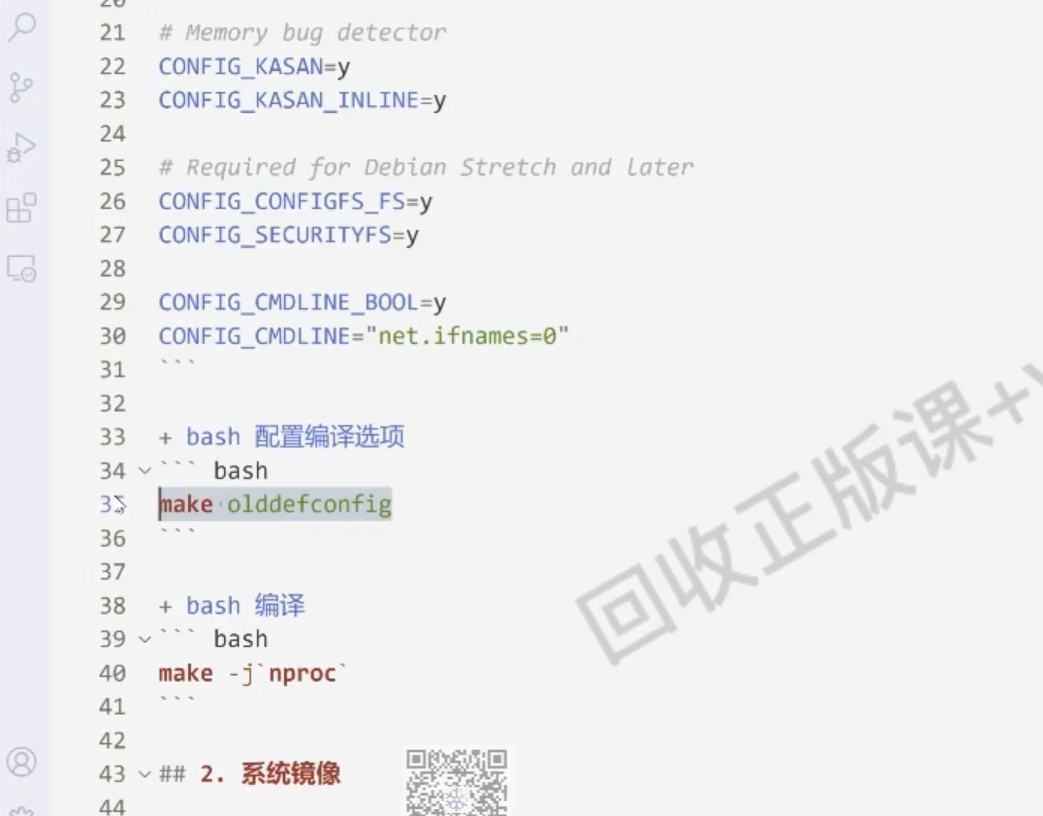 20
21 # Memory bug detector
22 CONFIG_KASAN=y
23 CONFIG_KASAN_INLINE=y
24
25 # Required for Debian Stretch and later
26 CONFIG_CONFIGFS_FS=y
27 CONFIG_SECURITYFS=y
28
29 CONFIG_CMDLINE_BOOL=y
30 CONFIG_CMDLINE="net.ifnames=0"
31 ```
32
33 + bash 配置编译选项
34 ``` bash
35 make olddefconfig
36 ```
37
38 + bash 编译
39 ``` bash
40 make -j`nproc`
41 ```
42
43 ## 2. 系统镜像
44
回收正版课+